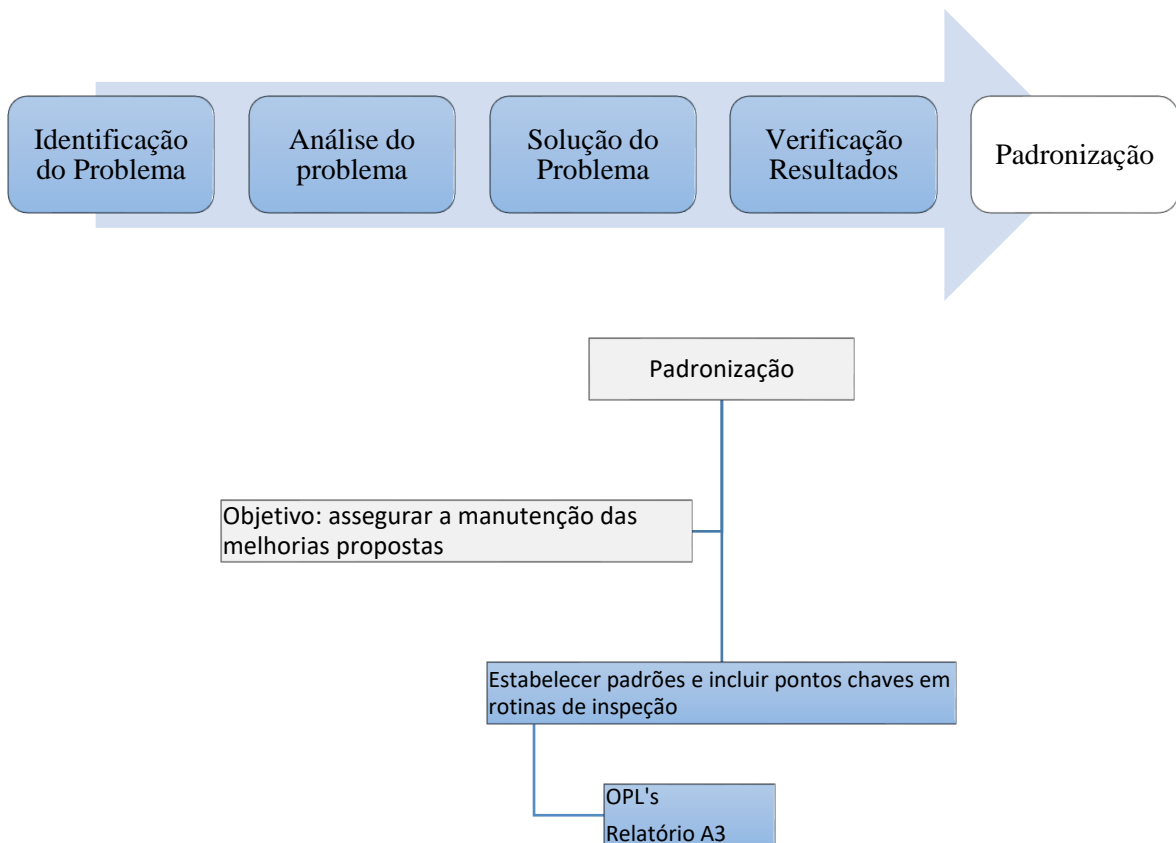 Identificação
do Problema
Análise do
problema
Solução do
Problema
Verificação
Resultados
Padronização
Padronização
Objetivo: assegurar a manutenção das
melhorias propostas
Estabelecer padrões e incluir pontos chaves em
rotinas de inspeção
OPL's
Relatório A3